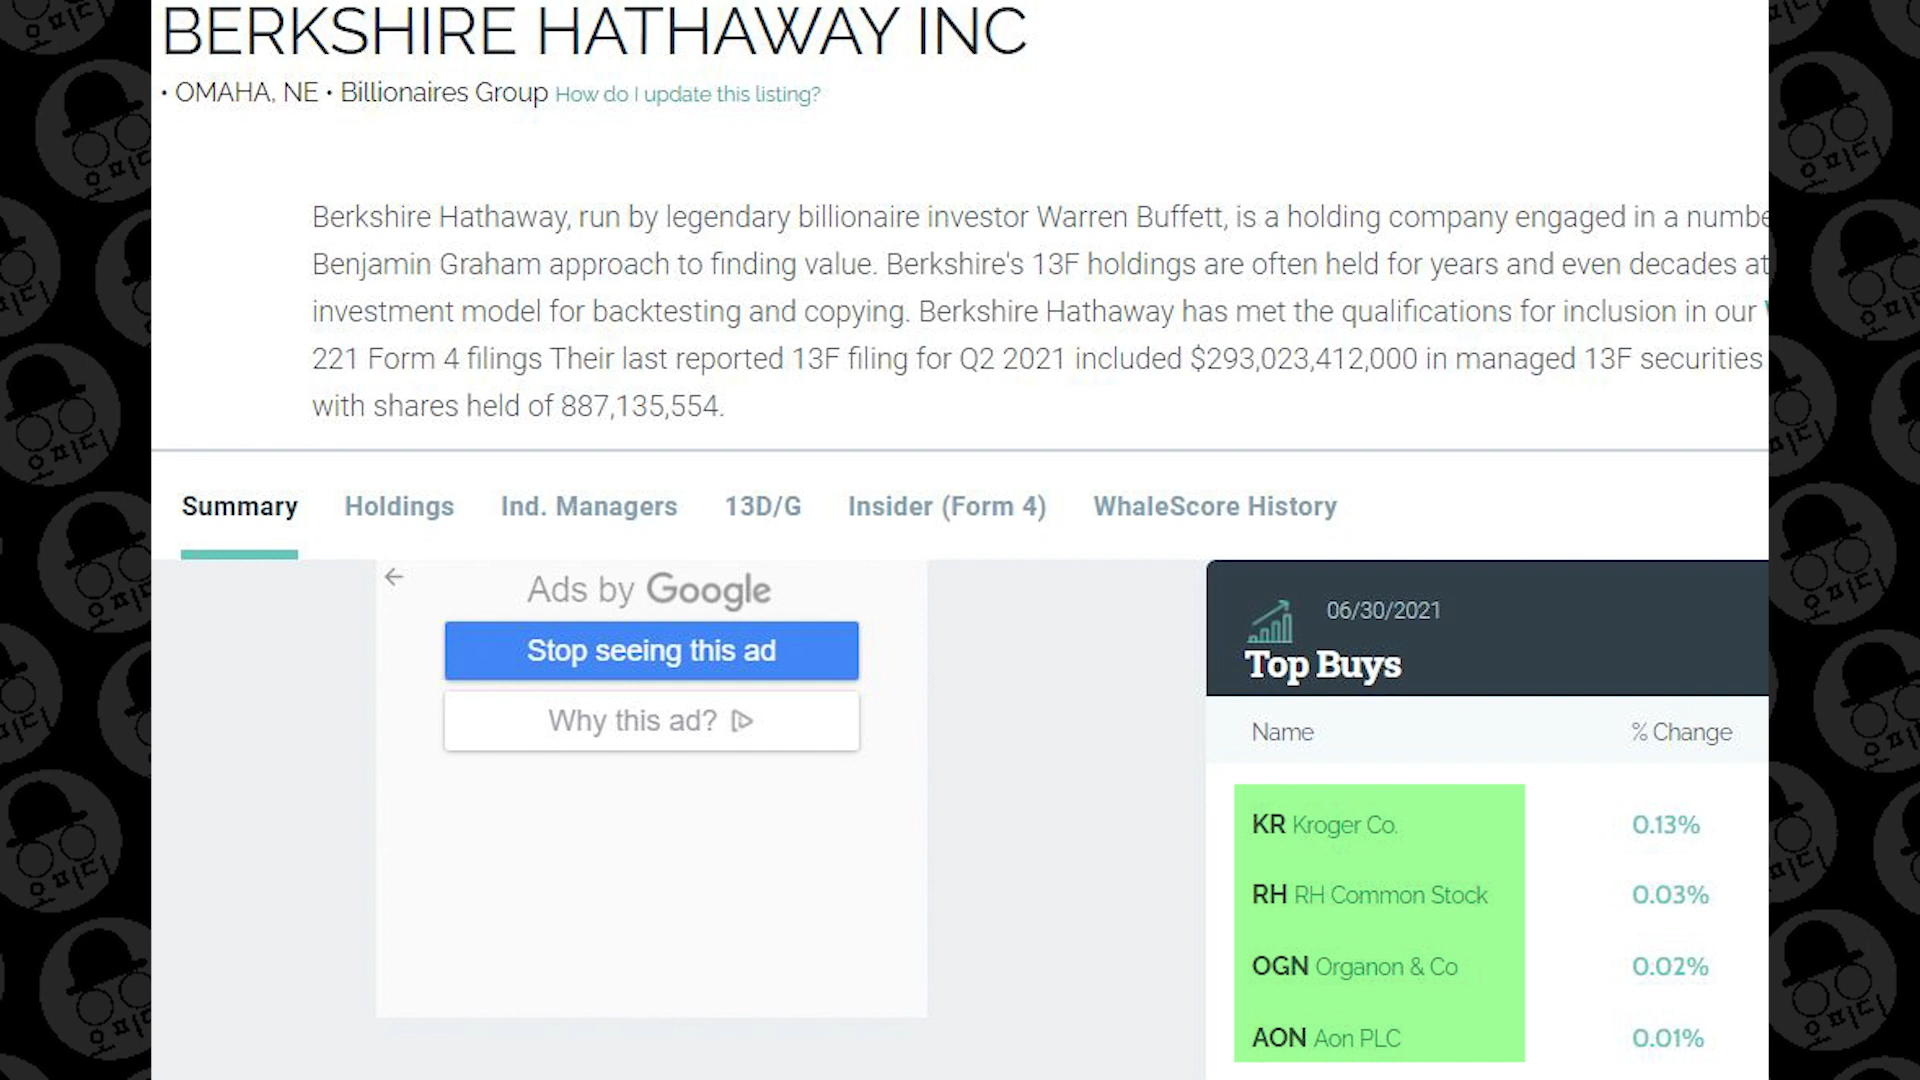 BERKSHIRE HATHAWAY INC
• OMAHA, NE • Billionaires Group How do I update this listing?
Berkshire Hathaway, run by legendary billionaire investor Warren Buffett, is a holding company engaged in a numbe
Benjamin Graham approach to finding value. Berkshire's 13F holdings are often held for years and even decades at
investment model for backtesting and copying. Berkshire Hathaway has met the qualifications for inclusion in our
221 Form 4 filings Their last reported 13F filing for Q2 2021 included $293,023,412,000 in managed 13F securities
with shares held of 887,135,554.
Summary Holdings Ind. Managers 13D/G Insider (Form 4) WhaleScore History
Ads by Google
Stop seeing this ad
Why this ad?
06/30/2021
Top Buys
Name % Change
KR Kroger Co. 0.13%
RH RH Common Stock 0.03%
OGN Organon & Co 0.02%
AON Aon PLC 0.01%
오피디